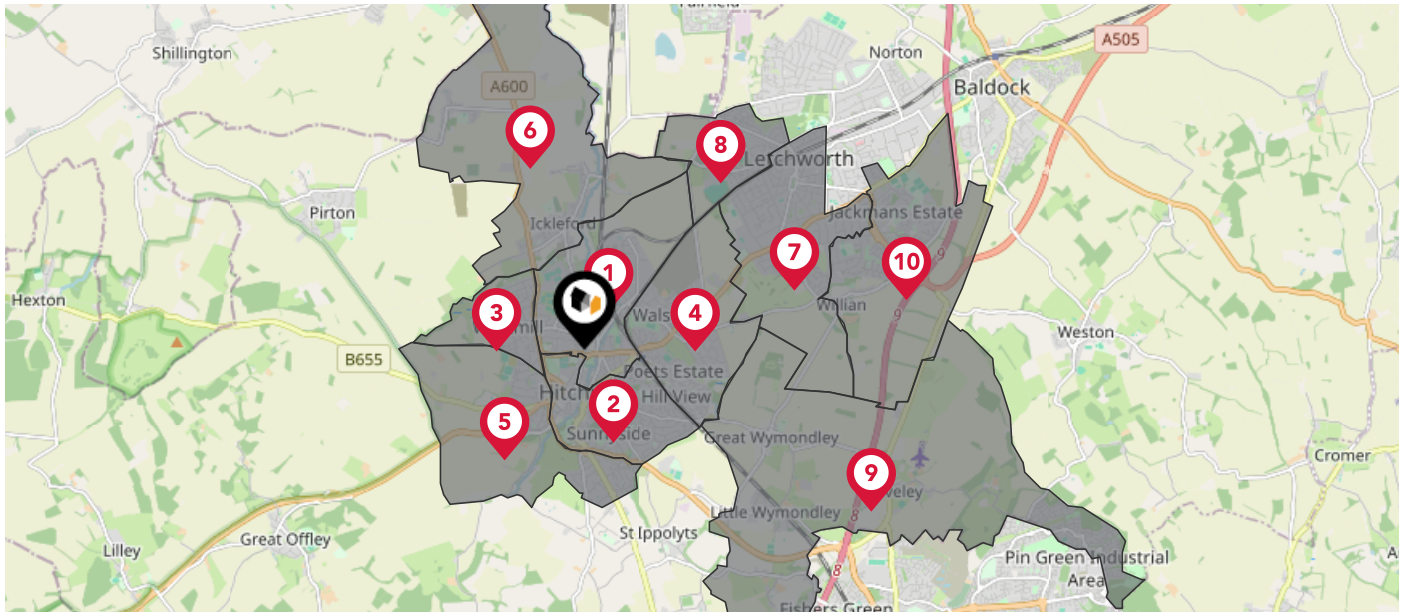 Fairfield
Shillington
Norton
A505
A600
Baldock
6
8
Letchworth
Pirton
Ickleford
Jackmans Estate
7
10
9
1
Hexton
3
4
Willian
9
Weston
B655
Poets Estate
Hill View
2
5
Sunnyside
Great Wymondley
Cromer
9
Little Wymondley
8
St Ippolyts
Great Offley
Lilley
Pin Green Industrial
Area
8
Fishers Green